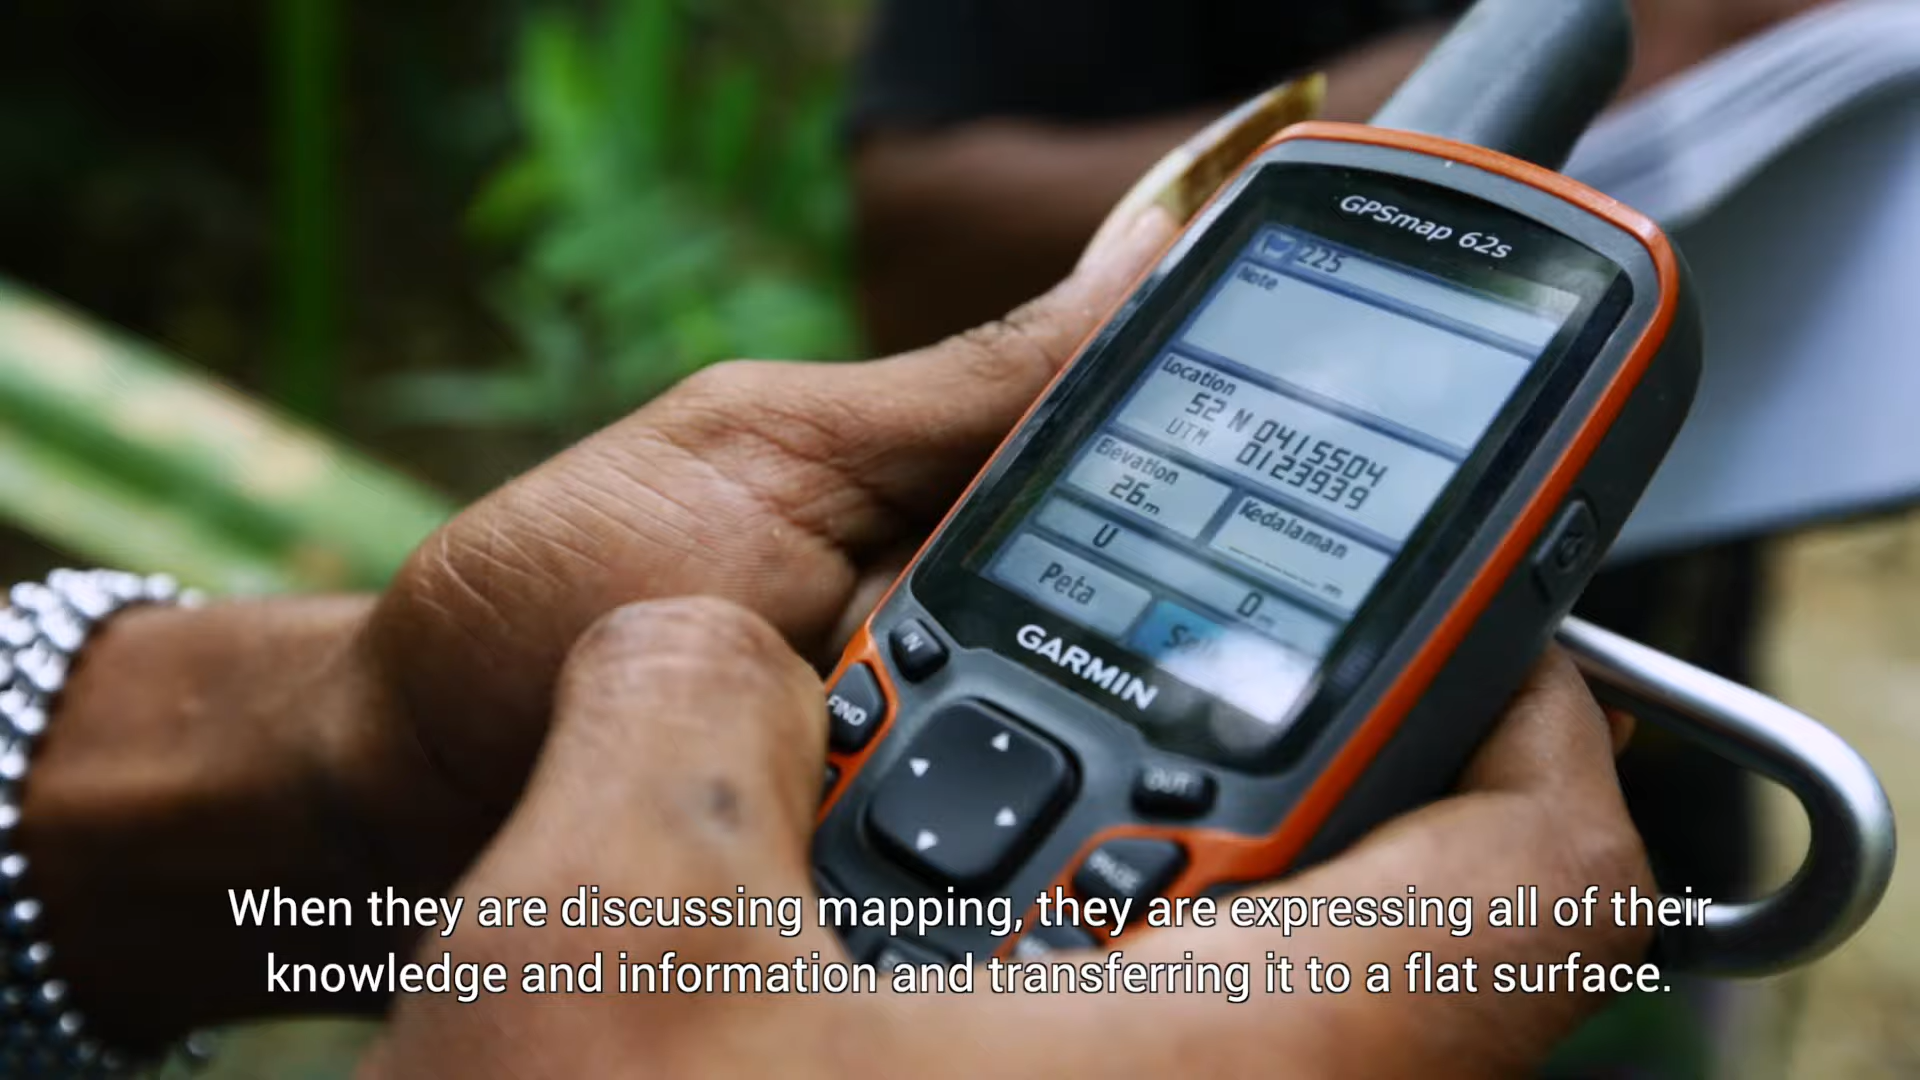 GPSmap 62s
225
Note
Location
52 N 0415504
UTM 0123939
Elevation
26m
Kedalaman
m
U
0m
Peta
GARMIN
IN
FIND
OUT
PAGE
When they are discussing mapping, they are expressing all of their
knowledge and information and transferring it to a flat surface.